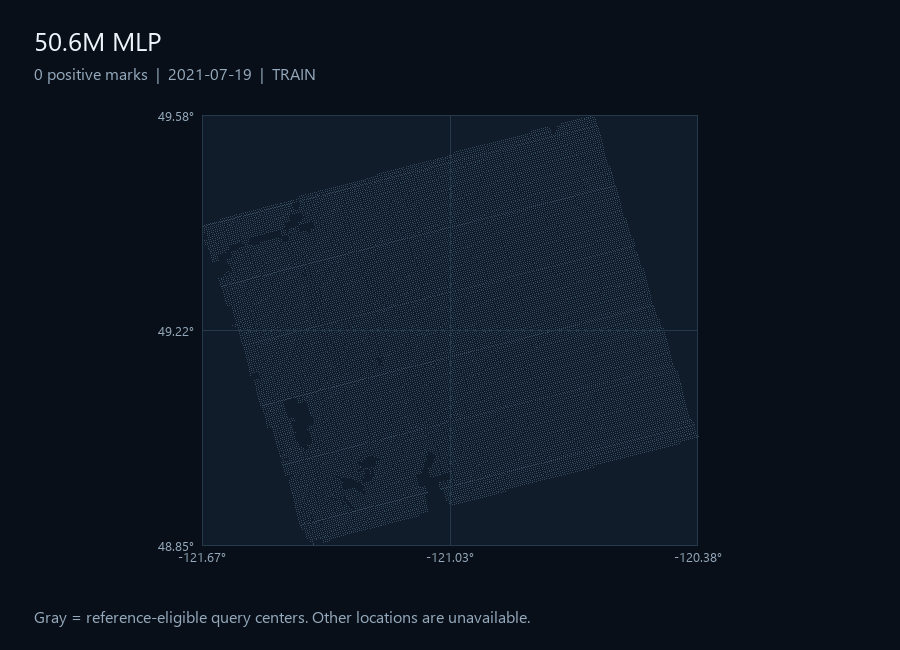 50.6M MLP
0 positive marks | 2021-07-19 | TRAIN
49.58°
49.22°
48.85°
-121.67°
-121.03°
-120.38°
Gray = reference-eligible query centers. Other locations are unavailable.